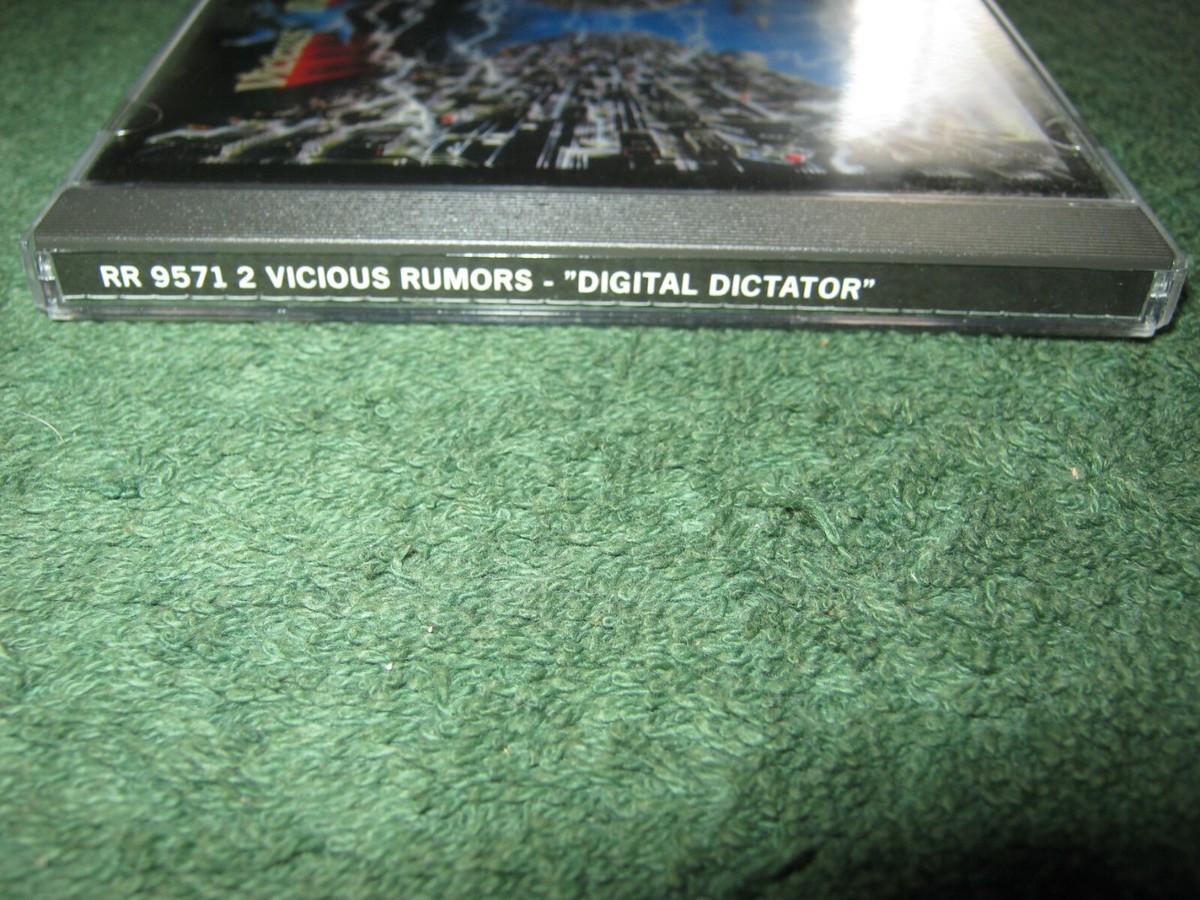 RR 9571 2 VICIOUS RUMORS - ”DIGITAL DICTATOR”